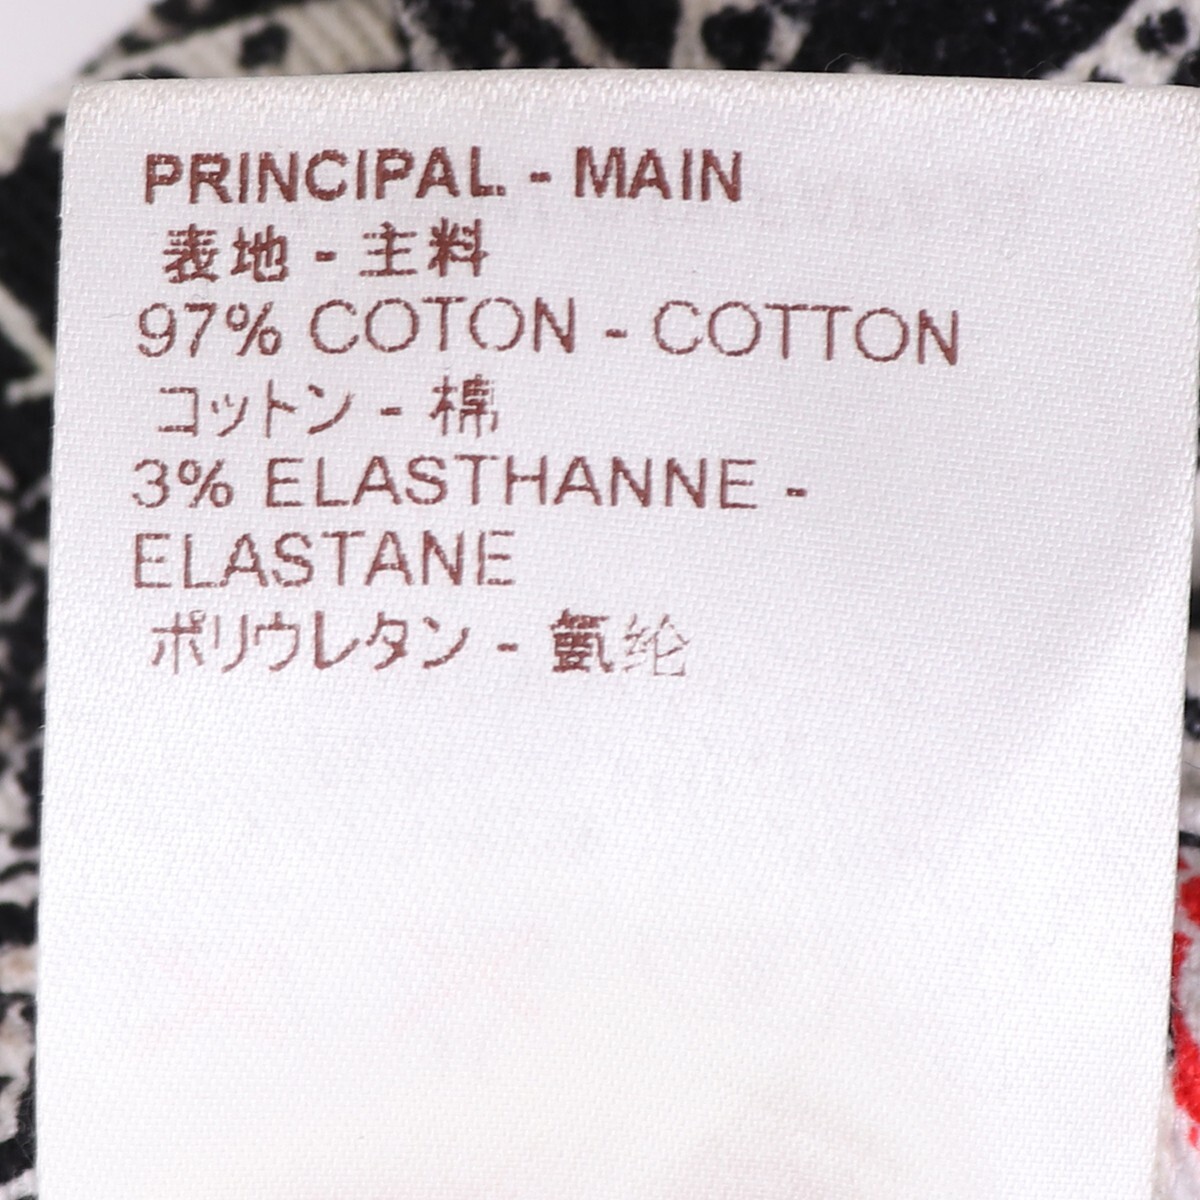 PRINCIPAL - MAIN
表地 - 主料
97% COTON - COTTON
コットン - 棉
3% ELASTHANNE -
ELASTANE
ポリウレタン - 氨纶